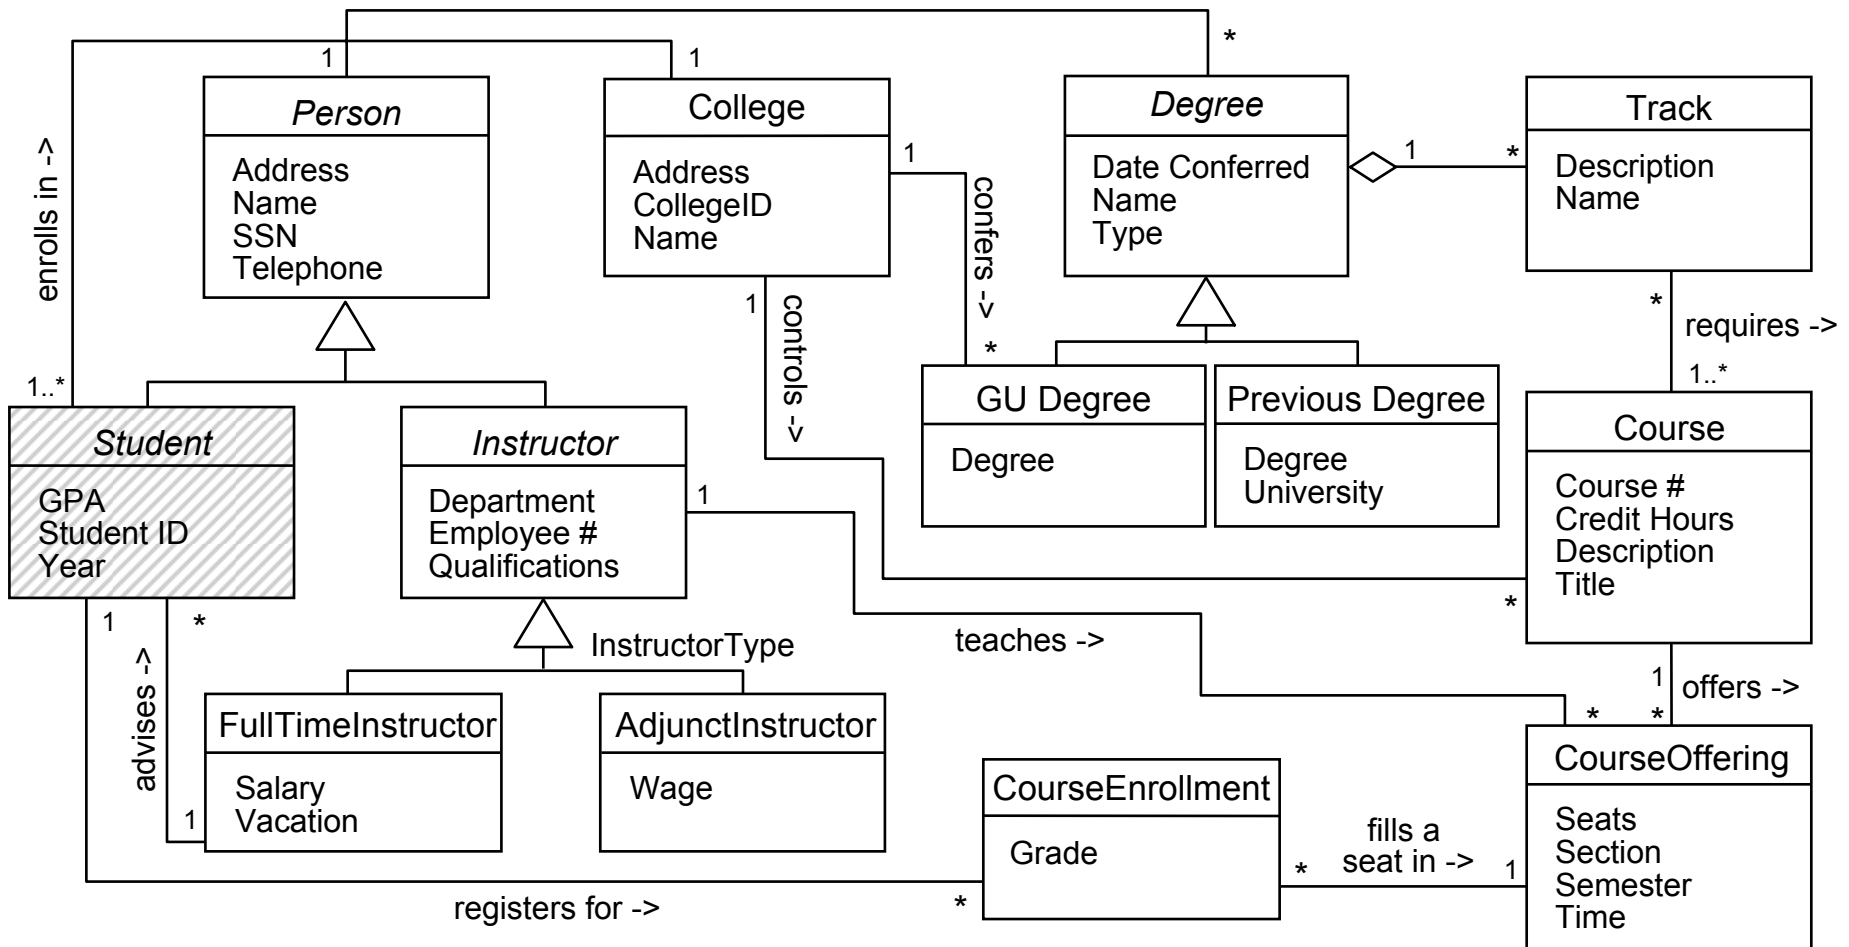 *
1
1
Person
Address
Name
SSN
Telephone
College
Address
CollegeID
Name
Degree
Date Conferred
Name
Type
Track
Description
Name
1
1
*
enrolls in ->
confers ->
1
controls ->
*
*
requires ->
1..*
1..*
Student
GPA
Student ID
Year
Instructor
Department
Employee #
Qualifications
GU Degree
Degree
Previous Degree
Degree
University
Course
Course #
Credit Hours
Description
Title
1
*
1
*
advises ->
InstructorType
teaches ->
1
offers ->
*
*
FullTimeInstructor
Salary
Vacation
1
AdjunctInstructor
Wage
CourseEnrollment
Grade
CourseOffering
Seats
Section
Semester
Time
fills a
seat in ->
*
1
registers for ->
*